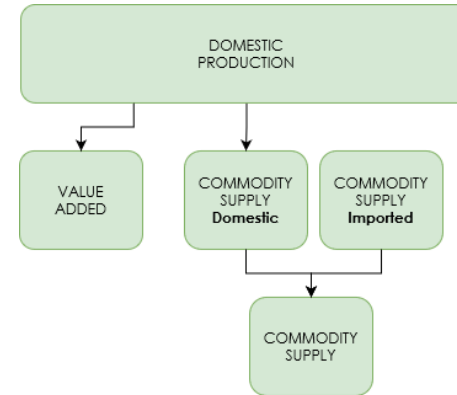 DOMESTIC
PRODUCTION
VALUE
ADDED
COMMODITY
SUPPLY
Domestic
COMMODITY
SUPPLY
Imported
COMMODITY
SUPPLY